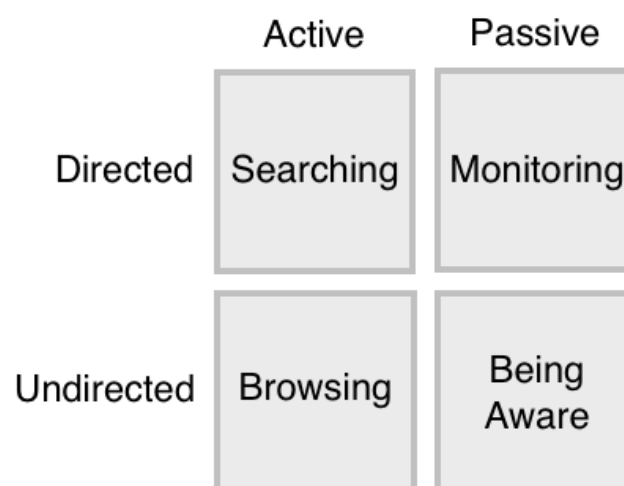 Active Passive
Directed Searching Monitoring
Undirected Browsing Being
Aware